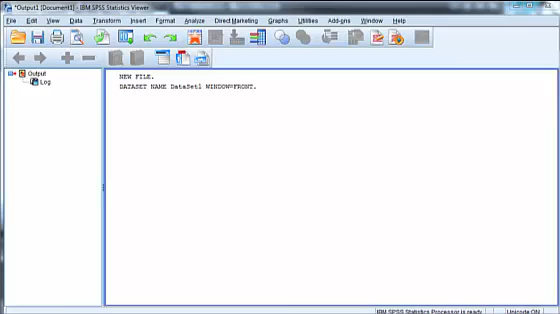 *Output1 [Document1] - IBM SPSS Statistics Viewer
File Edit View Data Transform Insert Format Analyze Direct Marketing Graphs Utilities Add-ons Window Help
Output
Log
NEW FILE.
DATASET NAME DataSet1 WINDOW=FRONT.
IBM SPSS Statistics Processor is ready
Unicode:ON